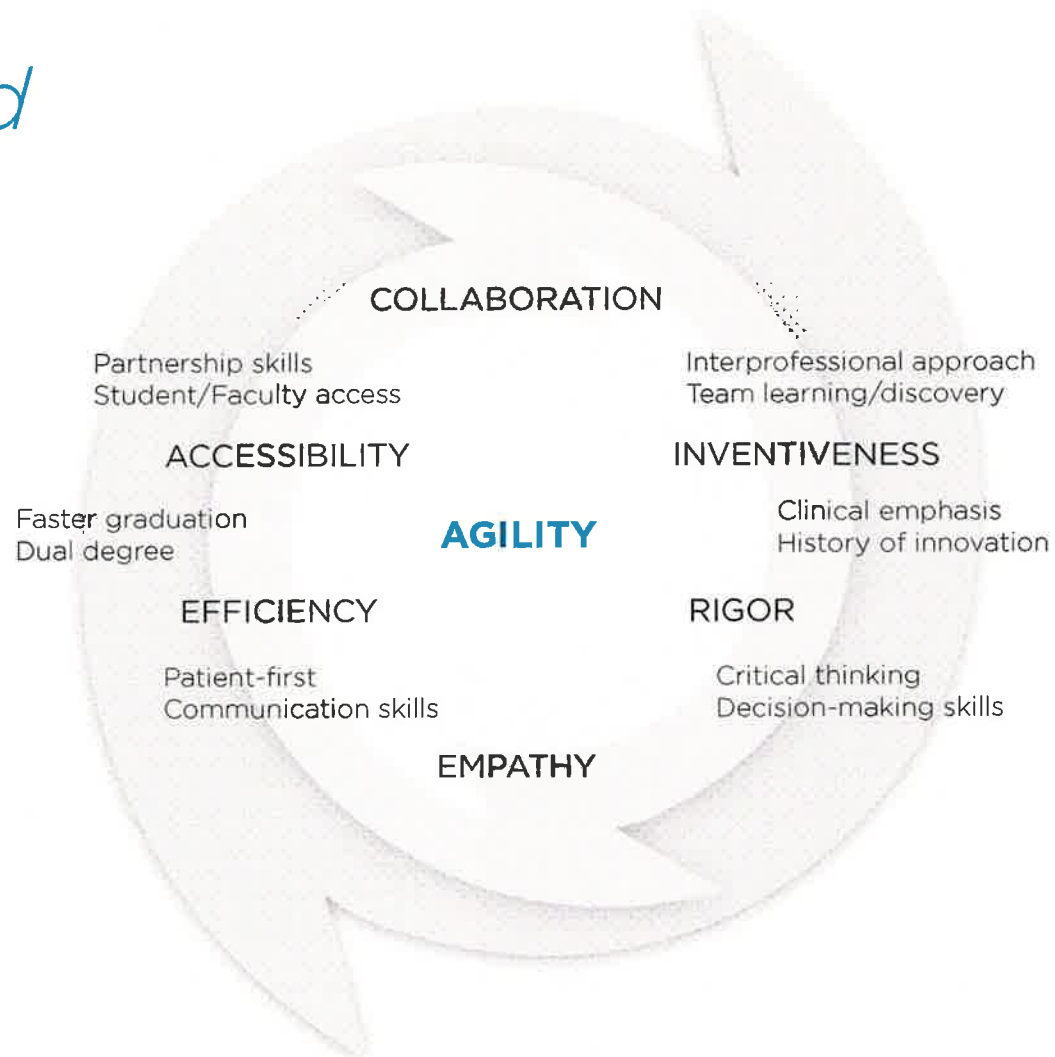 d
COLLABORATION
Partnership skills
Student/Faculty access
Interprofessional approach
Team learning/discovery
ACCESSIBILITY
INVENTIVENESS
Faster graduation
Dual degree
AGILITY
Clinical emphasis
History of innovation
EFFICIENCY
RIGOR
Patient-first
Communication skills
Critical thinking
Decision-making skills
EMPATHY